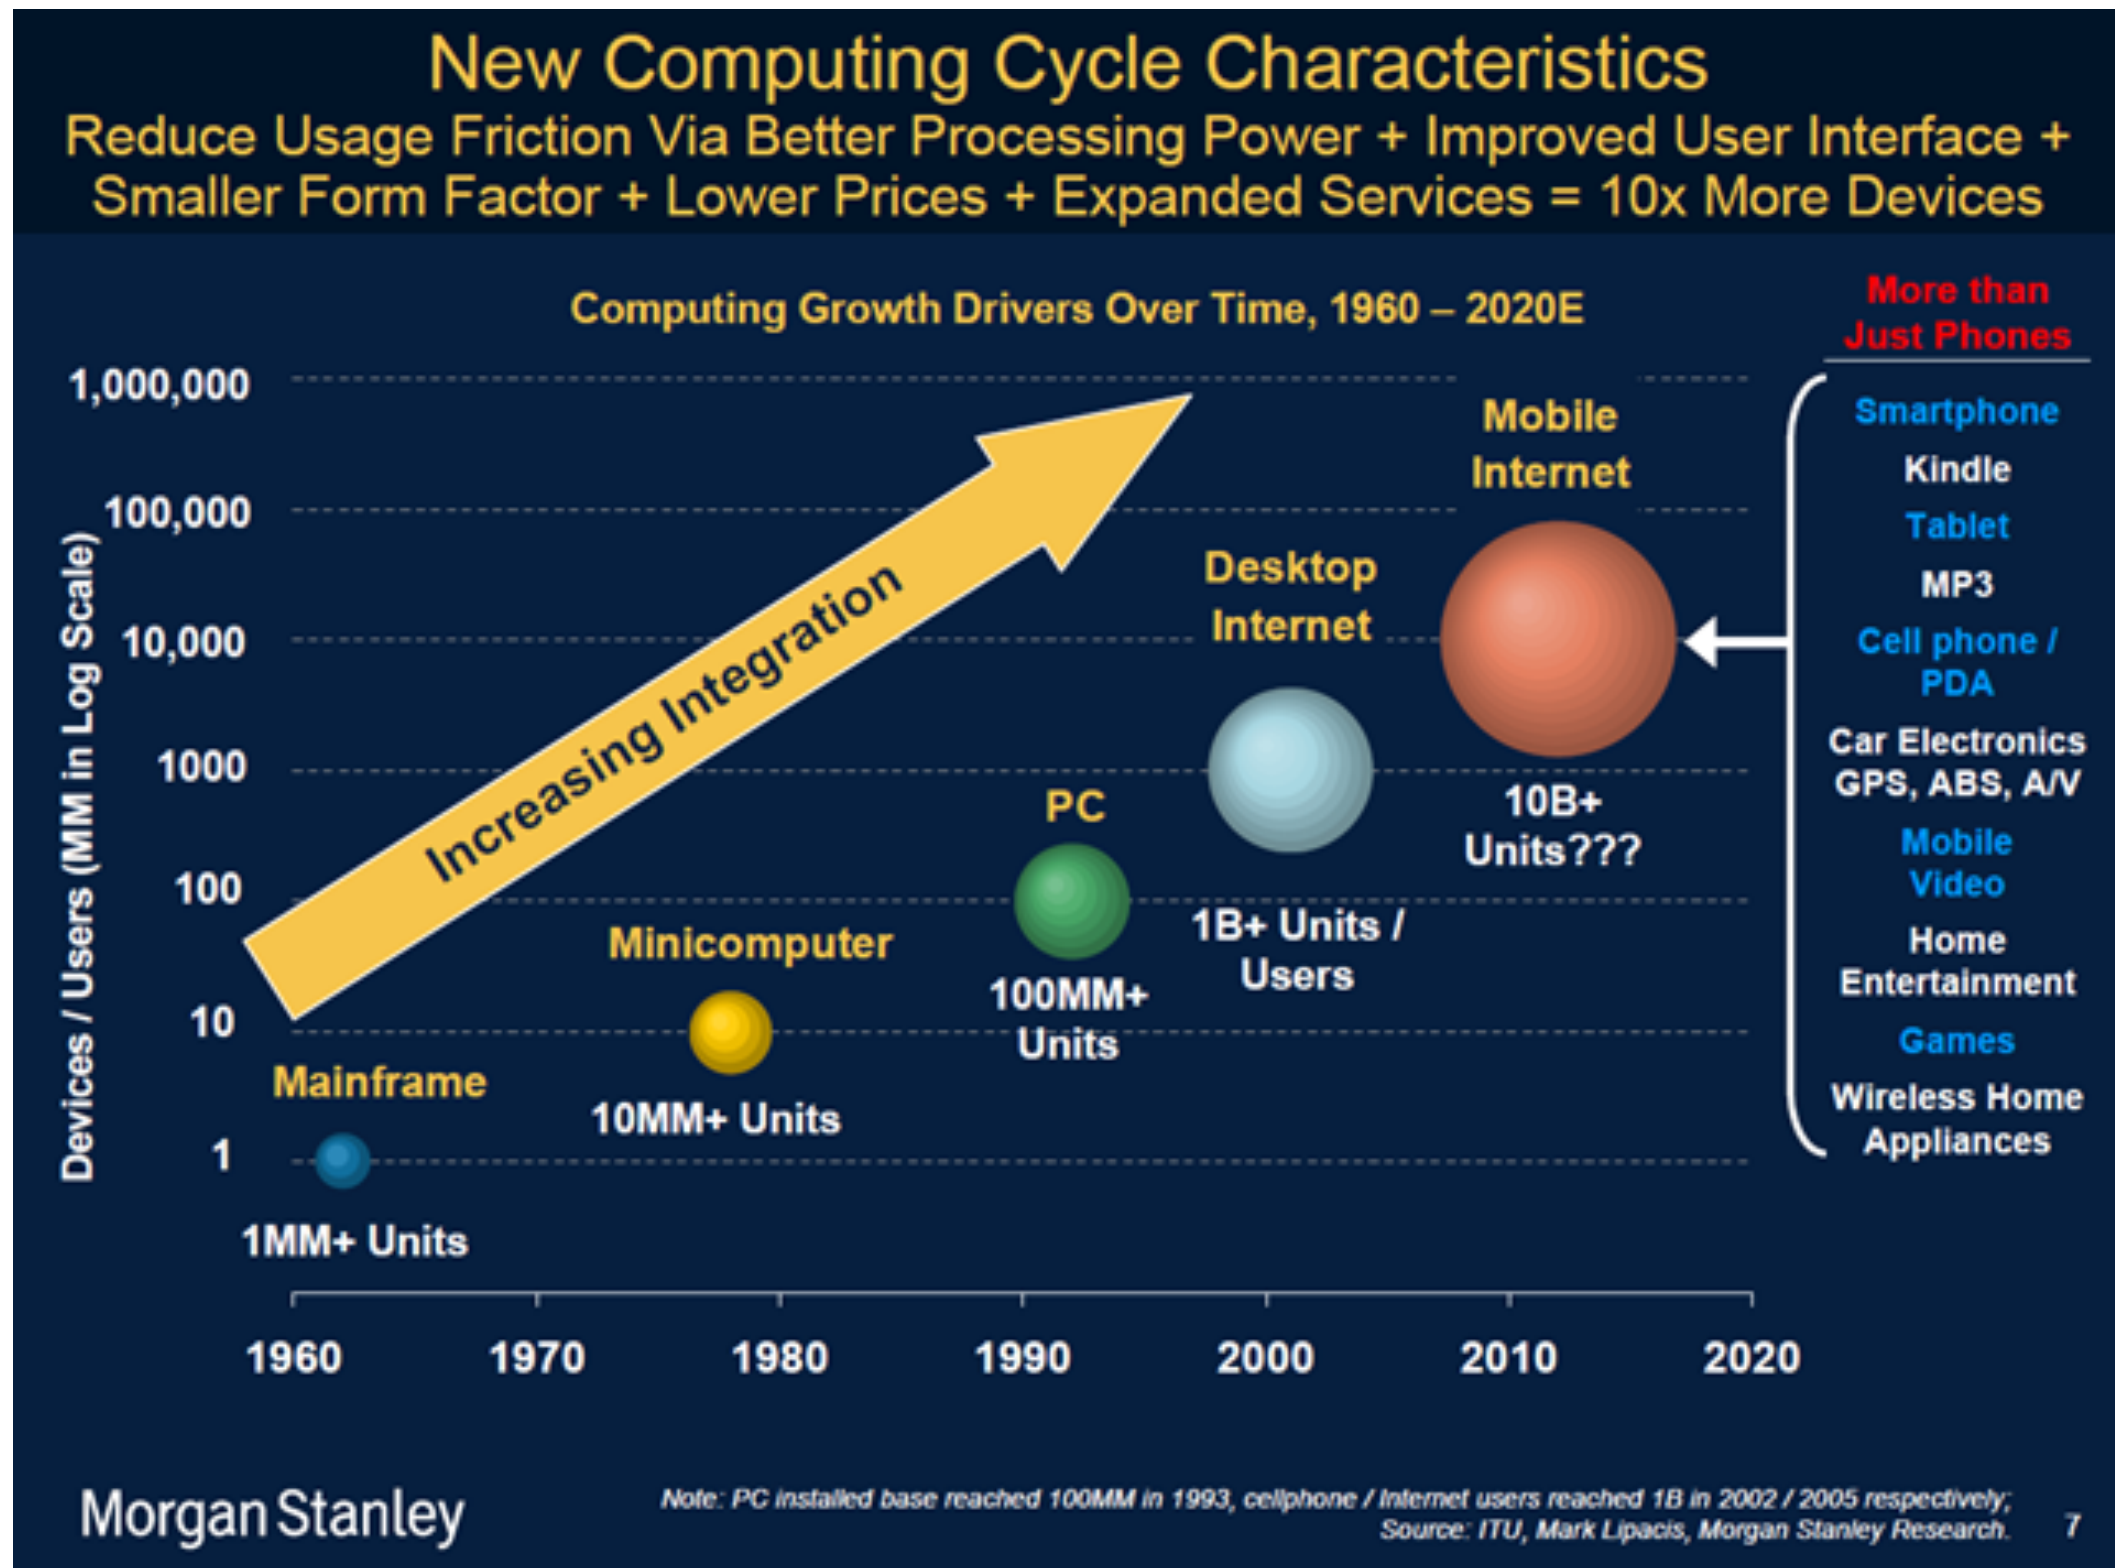 New Computing Cycle Characteristics
Reduce Usage Friction Via Better Processing Power + Improved User Interface +
Smaller Form Factor + Lower Prices + Expanded Services = 10x More Devices
Computing Growth Drivers Over Time, 1960 – 2020E
Devices / Users (MM in Log Scale)
1,000,000
100,000
10,000
1000
100
10
1
Increasing Integration
Mainframe
1MM+ Units
Minicomputer
10MM+ Units
PC
100MM+
Units
Desktop
Internet
1B+ Units /
Users
Mobile
Internet
10B+
Units???
1960
1970
1980
1990
2000
2010
2020
More than
Just Phones
Smartphone
Kindle
Tablet
MP3
Cell phone /
PDA
Car Electronics
GPS, ABS, A/V
Mobile
Video
Home
Entertainment
Games
Wireless Home
Appliances
Morgan Stanley
Note: PC installed base reached 100MM in 1993, cellphone / Internet users reached 1B in 2002 / 2005 respectively;
Source: ITU, Mark Lipacis, Morgan Stanley Research.
7